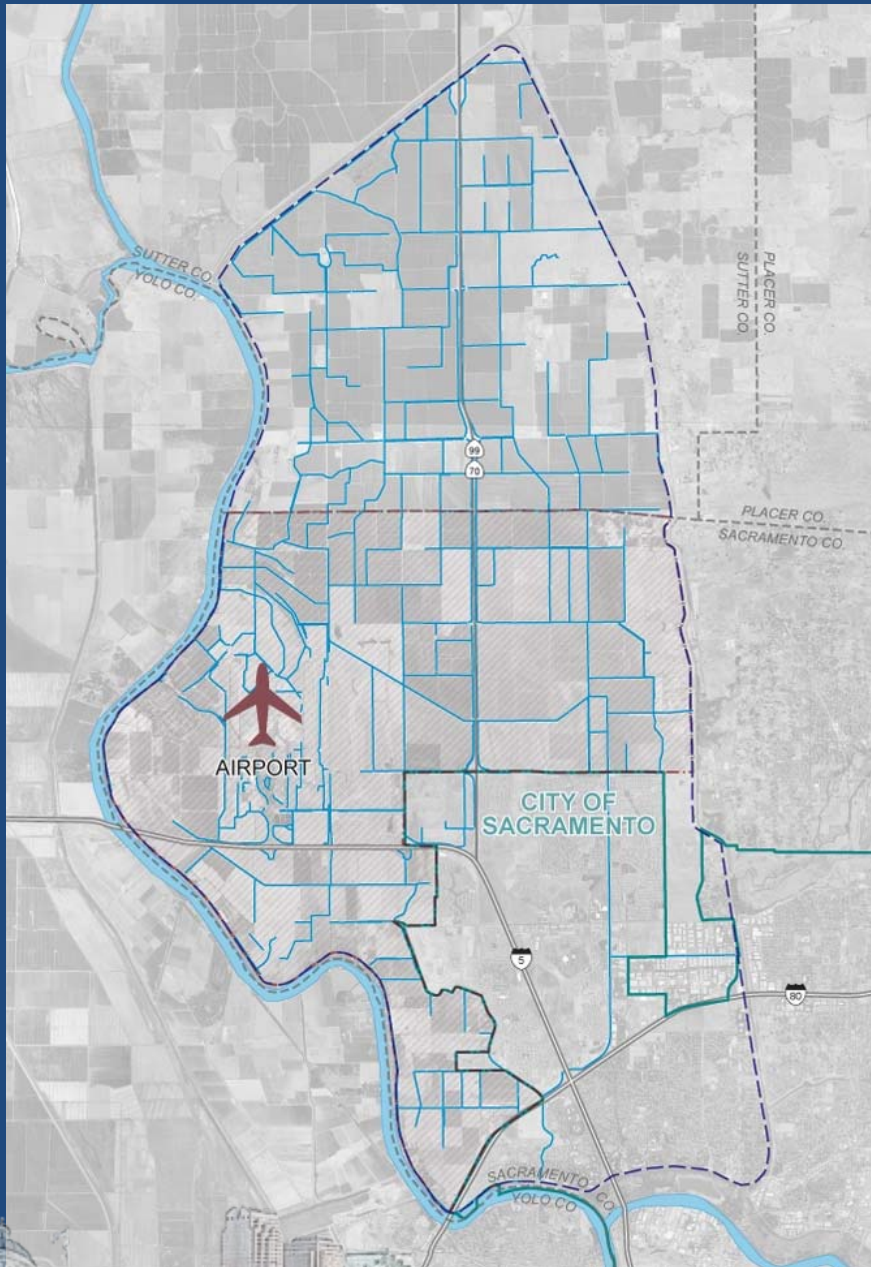 SUTTER CO.
YOLO CO.
PLACER CO.
SUTTER CO.
99
70
PLACER CO.
SACRAMENTO CO.
AIRPORT
CITY OF
SACRAMENTO
5
80
SACRAMENTO CO.
YOLO CO